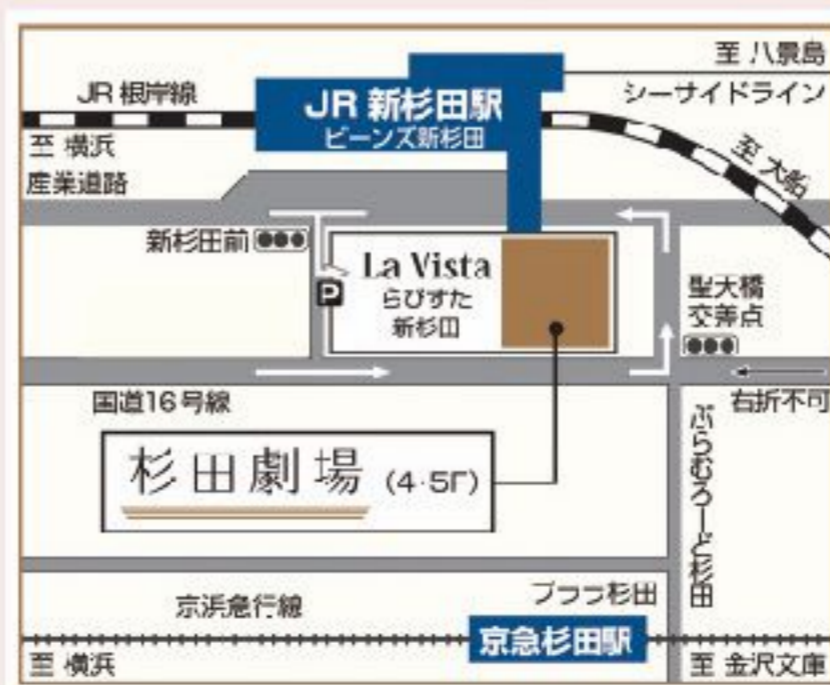 至 八景島
シーサイドライン
JR 根岸線
JR 新杉田駅
ビーンズ新杉田
至 横浜
至 大船
産業道路
新杉田前
La Vista
らびすた
新杉田
P
聖天橋
交差点
国道16号線
右折不可
杉田劇場 (4·5F)
ぷらむろーど杉田
プララ杉田
京浜急行線
京急杉田駅
至 横浜
至 金沢文庫